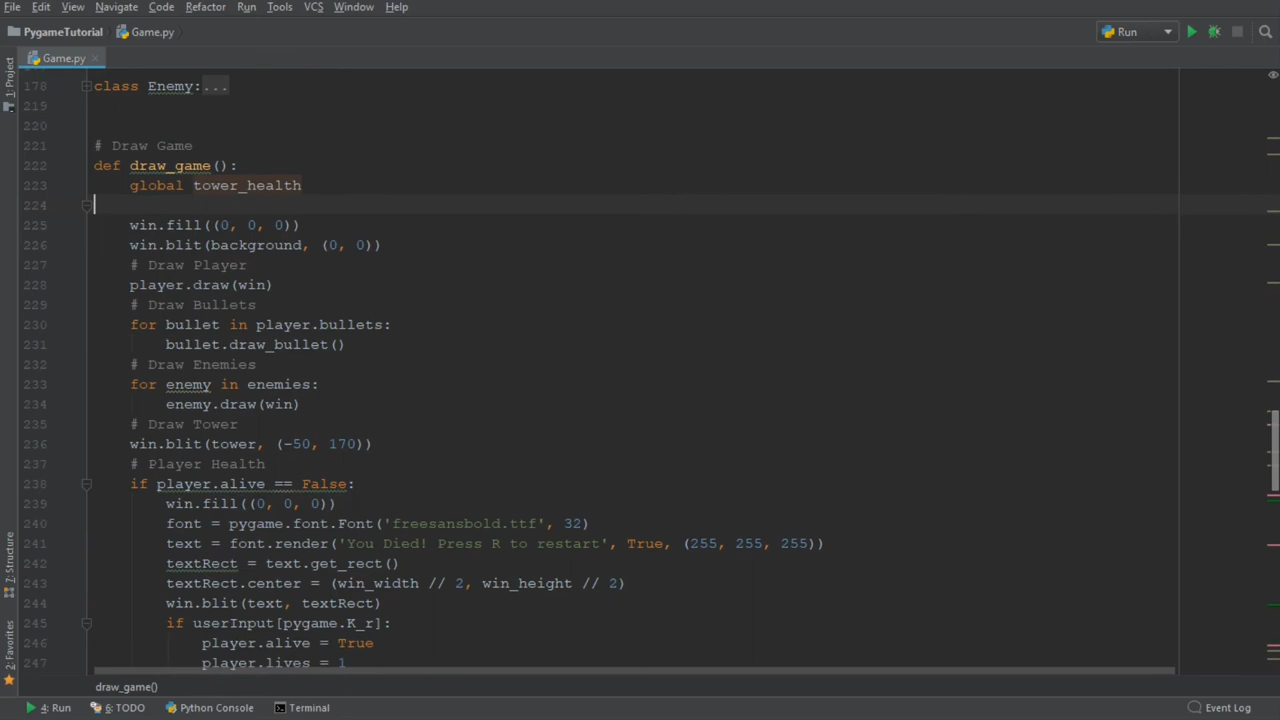 File Edit View Navigate Code Refactor Run Tools VCS Window Help
PygameTutorial Game.py Run
Game.py
1: Project
178 class Enemy:...
219
220
221 # Draw Game
222 def draw_game():
223 global tower_health
224
225 win.fill((0, 0, 0))
226 win.blit(background, (0, 0))
227 # Draw Player
228 player.draw(win)
229 # Draw Bullets
230 for bullet in player.bullets:
231 bullet.draw_bullet()
232 # Draw Enemies
233 for enemy in enemies:
234 enemy.draw(win)
235 # Draw Tower
236 win.blit(tower, (-50, 170))
237 # Player Health
238 if player.alive == False:
239 win.fill((0, 0, 0))
240 font = pygame.font.Font('freesansbold.ttf', 32)
241 text = font.render('You Died! Press R to restart', True, (255, 255, 255))
242 textRect = text.get_rect()
243 textRect.center = (win_width // 2, win_height // 2)
244 win.blit(text, textRect)
245 if userInput[pygame.K_r]:
246 player.alive = True
247 player.lives = 1
7: Structure
2: Favorites
draw_game()
4: Run 6: TODO Python Console Terminal Event Log